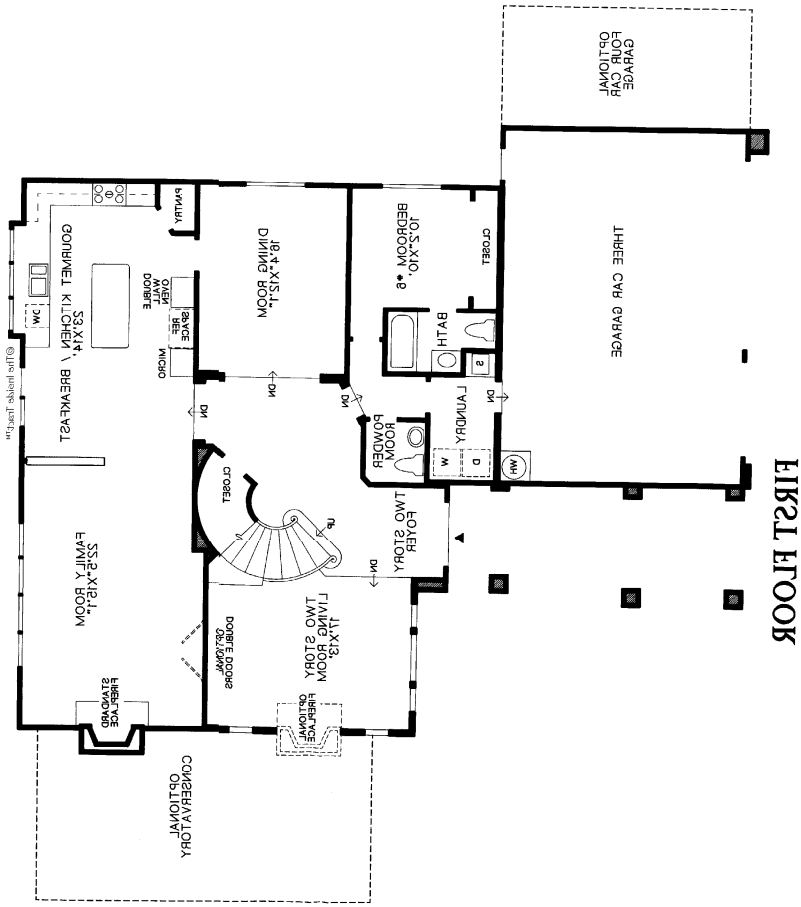 OPTIONAL
FOUR CAR
GARAGE
THREE CAR GARAGE
CLOSET
BEDROOM #6
10'2"X10'
BATH
S
LAUNDRY
DN
W
D
HW
POWDER
ROOM
DN
DINING ROOM
16'4"X12'1"
DN
PANTRY
DOUBLE
WALL
OVEN
REF
SPACE
MICRO
GOURMET KITCHEN / BREAKFAST
23'X14'
DN
CLOSET
UP
TWO STORY
FOYER
DN
FAMILY ROOM
22'5"X15'1"
TWO STORY
LIVING ROOM
17'X13'
OPTIONAL
DOUBLE DOORS
OPTIONAL
FIREPLACE
STANDARD
FIREPLACE
OPTIONAL
CONSERVATORY
FIRST FLOOR
©The Inside Tract™